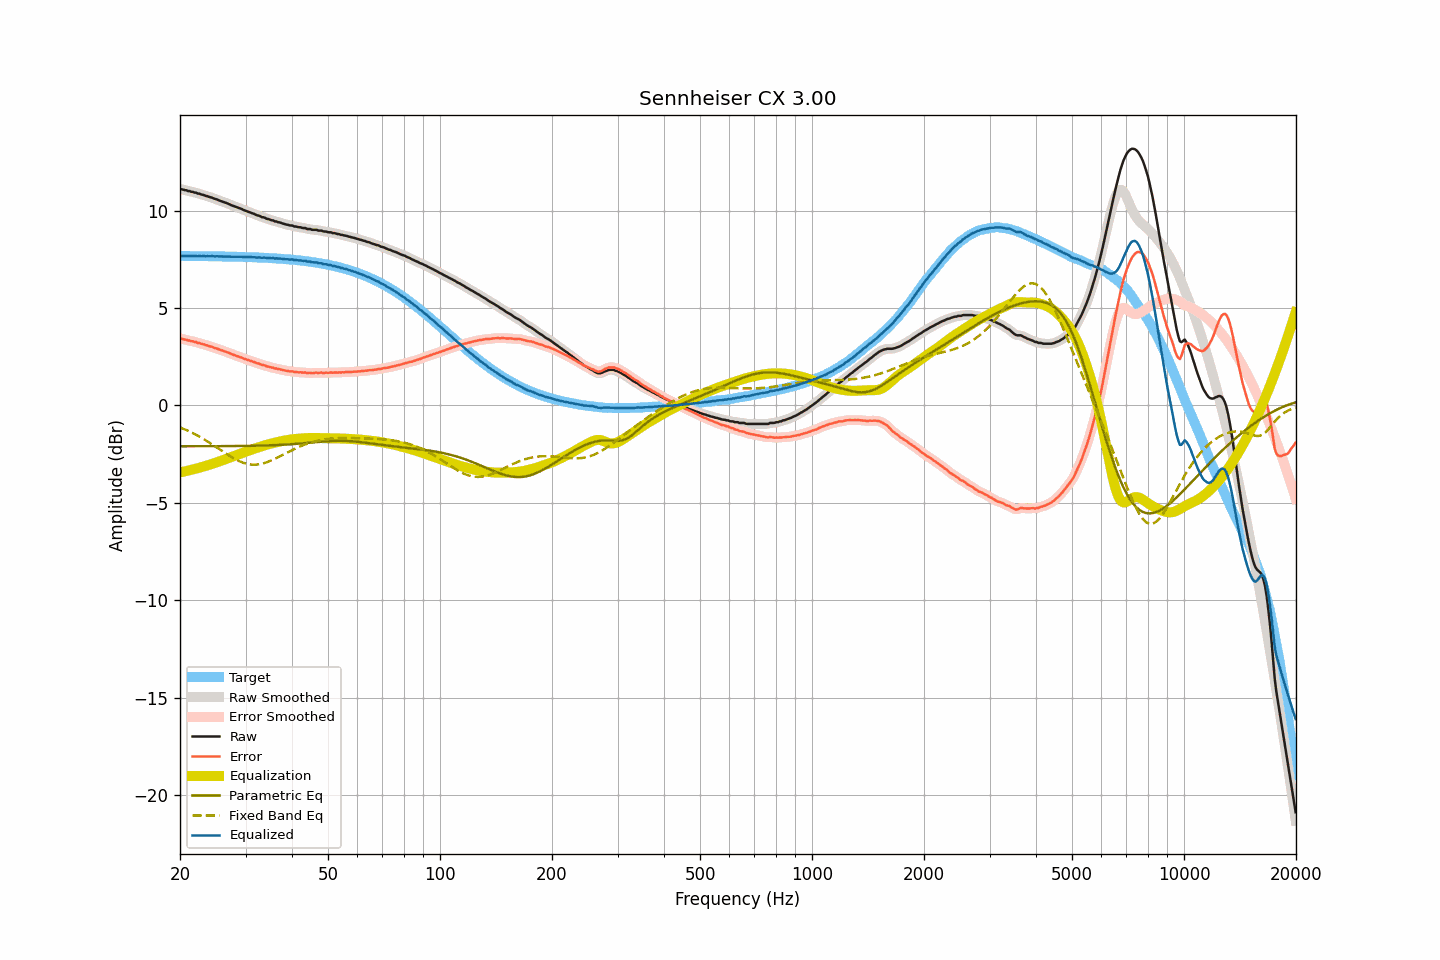 Sennheiser CX 3.00
Amplitude (dBr)
10
5
0
−5
−10
−15
−20
Target
Raw Smoothed
Error Smoothed
Raw
Error
Equalization
Parametric Eq
Fixed Band Eq
Equalized
20 50 100 200 500 1000 2000 5000 10000 20000
Frequency (Hz)